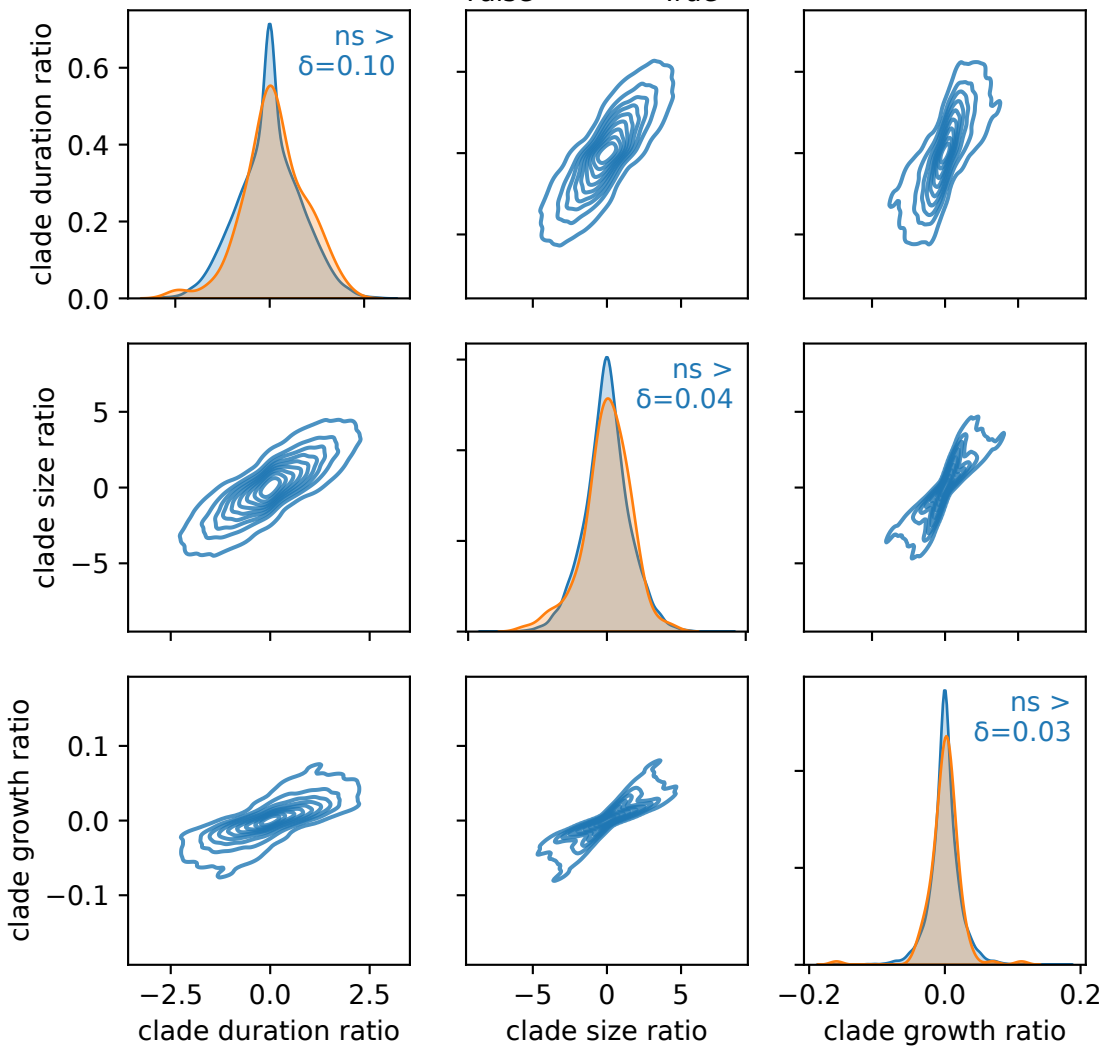 clade duration ratio
0.6
0.4
0.2
0.0
ns >
δ=0.10
clade size ratio
5
0
−5
ns >
δ=0.04
clade growth ratio
0.1
0.0
−0.1
ns >
δ=0.03
−2.5 0.0 2.5
clade duration ratio
−5 0 5
clade size ratio
−0.2 0.0 0.2
clade growth ratio